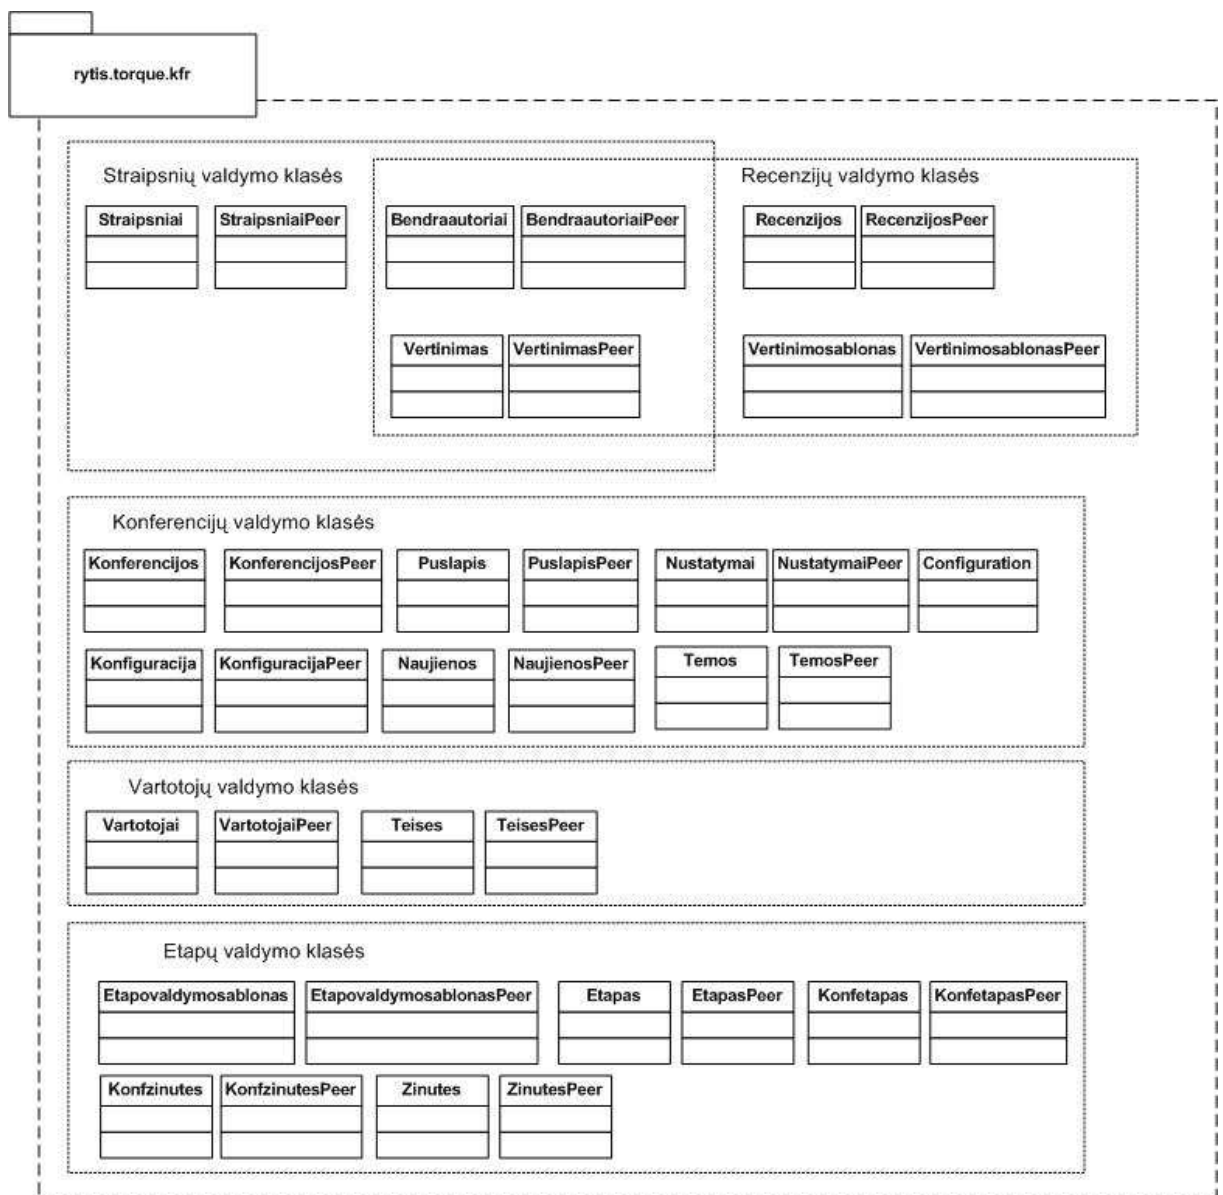 rytis.torque.kfr
Straipsnių valdymo klasės
Recenzijų valdymo klasės
Straipsniai
StraipsniaiPeer
Bendraautoriai
BendraautoriaiPeer
Recenzijos
RecenzijosPeer
Vertinimas
VertinimasPeer
Vertinimosablonas
VertinimosablonasPeer
Konferencijų valdymo klasės
Konferencijos
KonferencijosPeer
Puslapis
PuslapisPeer
Nustatymai
NustatymaiPeer
Configuration
Konfiguracija
KonfiguracijaPeer
Naujienos
NaujienosPeer
Temos
TemosPeer
Vartotojų valdymo klasės
Vartotojai
VartotojaiPeer
Teises
TeisesPeer
Etapų valdymo klasės
Etapovaldymosablonas
EtapovaldymosablonasPeer
Etapas
EtapasPeer
Konfetapas
KonfetapasPeer
Konfzinutes
KonfzinutesPeer
Zinutes
ZinutesPeer